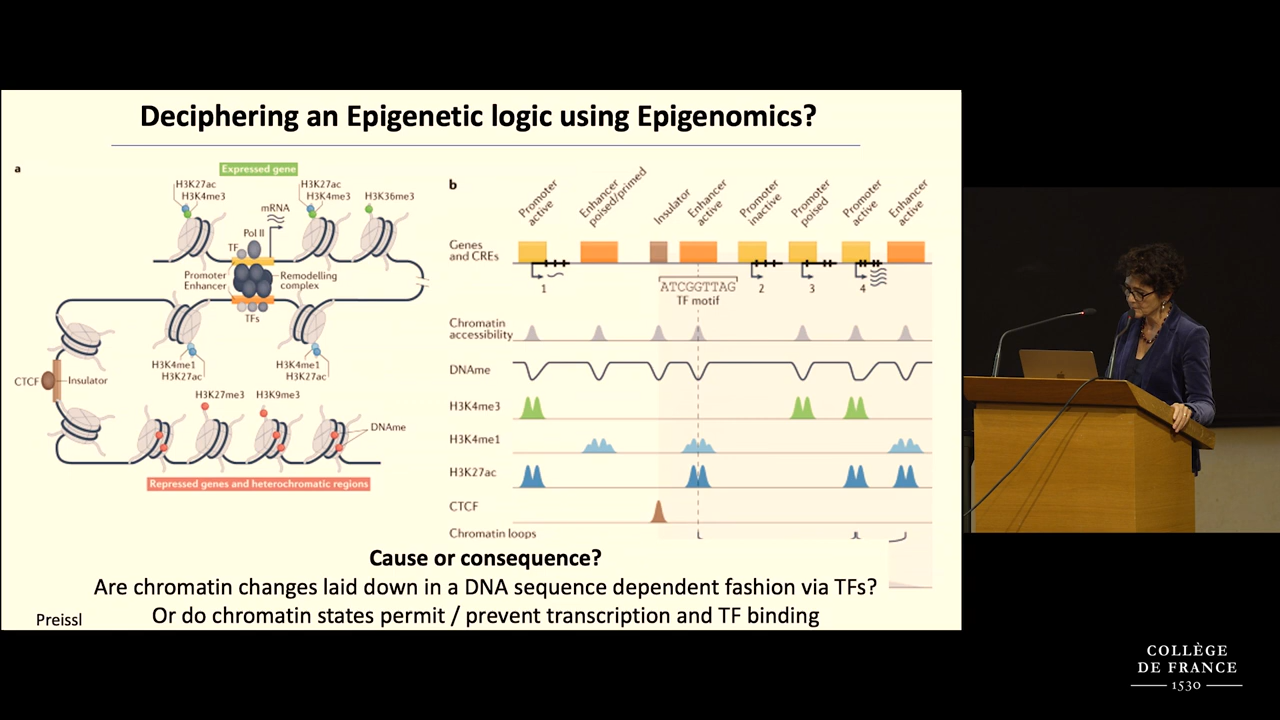 Deciphering an Epigenetic logic using Epigenomics?
a
Expressed gene
H3K27ac
H3K4me3
H3K27ac
H3K4me3
H3K36me3
mRNA
Pol II
TF
Promoter
Enhancer
Remodelling
complex
TFs
H3K4me1
H3K27ac
H3K4me1
H3K27ac
CTCF
Insulator
H3K27me3
H3K9me3
DNAme
Repressed genes and heterochromatic regions
b
Promoter
active
Enhancer
poised/primed
Insulator
Enhancer
active
Promoter
inactive
Promoter
poised
Promoter
active
Enhancer
active
Genes
and CREs
1
ATCGGTTAG
TF motif
2
3
4
Chromatin
accessibility
DNAme
H3K4me3
H3K4me1
H3K27ac
CTCF
Chromatin loops
Cause or consequence?
Are chromatin changes laid down in a DNA sequence dependent fashion via TFs?
Or do chromatin states permit / prevent transcription and TF binding
Preissl
COLLÈGE
DE FRANCE
1530